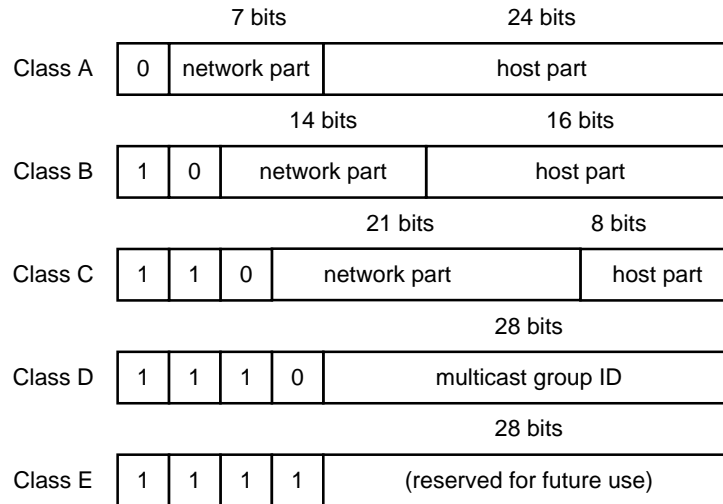 7 bits 24 bits
Class A 0 network part host part
14 bits 16 bits
Class B 1 0 network part host part
21 bits 8 bits
Class C 1 1 0 network part host part
28 bits
Class D 1 1 1 0 multicast group ID
28 bits
Class E 1 1 1 1 (reserved for future use)